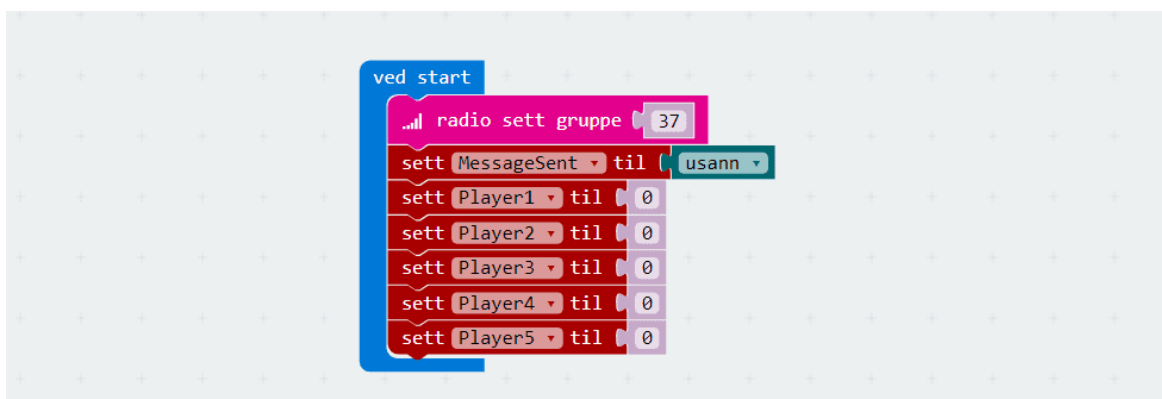 ved start
radio sett gruppe 37
sett MessageSent til usann
sett Player1 til 0
sett Player2 til 0
sett Player3 til 0
sett Player4 til 0
sett Player5 til 0